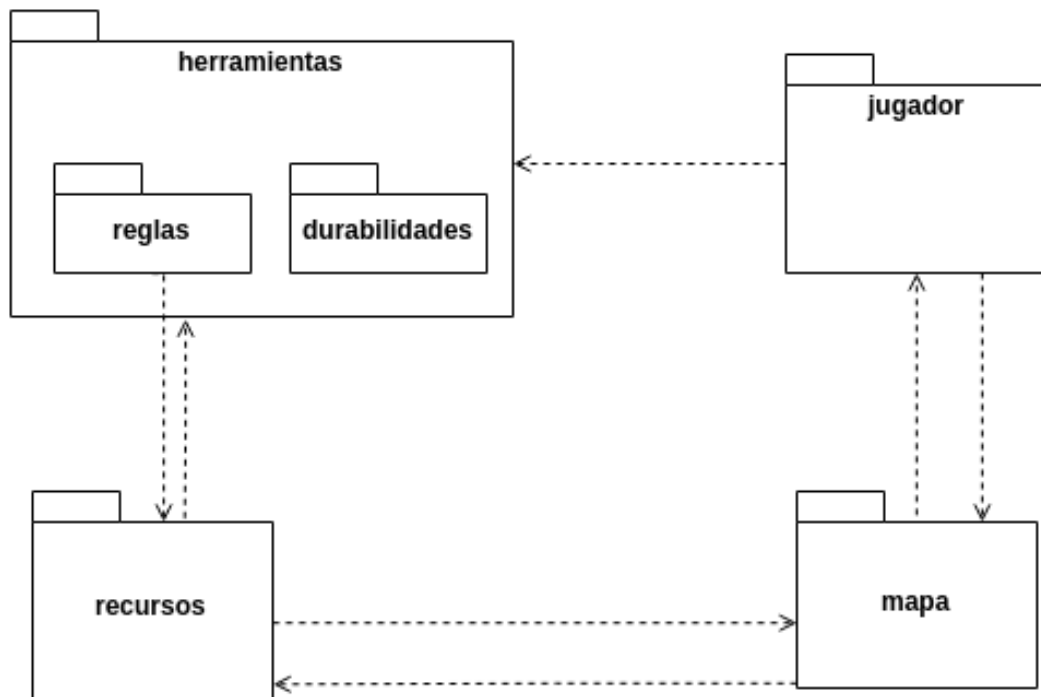 herramientas
jugador
reglas
durabilidades
recursos
mapa